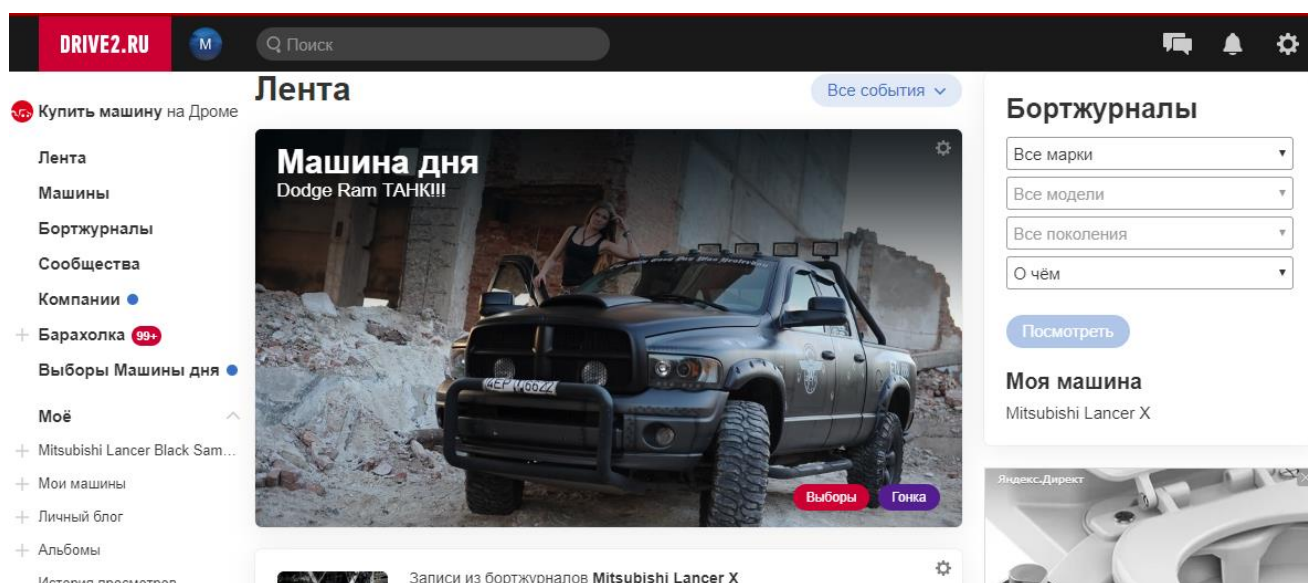 DRIVE2.RU
М
Поиск
Купить машину на Дроме
Лента
Машины
Бортжурналы
Сообщества
Компании
Барахолка 99+
Выборы Машины дня
Моё
Mitsubishi Lancer Black Sam...
Мои машины
Личный блог
Альбомы
История просмотров
Лента
Все события
Машина дня
Dodge Ram ТАНК!!!
Выборы
Гонка
Записи из бортжурналов Mitsubishi Lancer X
Бортжурналы
Все марки
Все модели
Все поколения
О чём
Посмотреть
Моя машина
Mitsubishi Lancer X
Яндекс.Директ